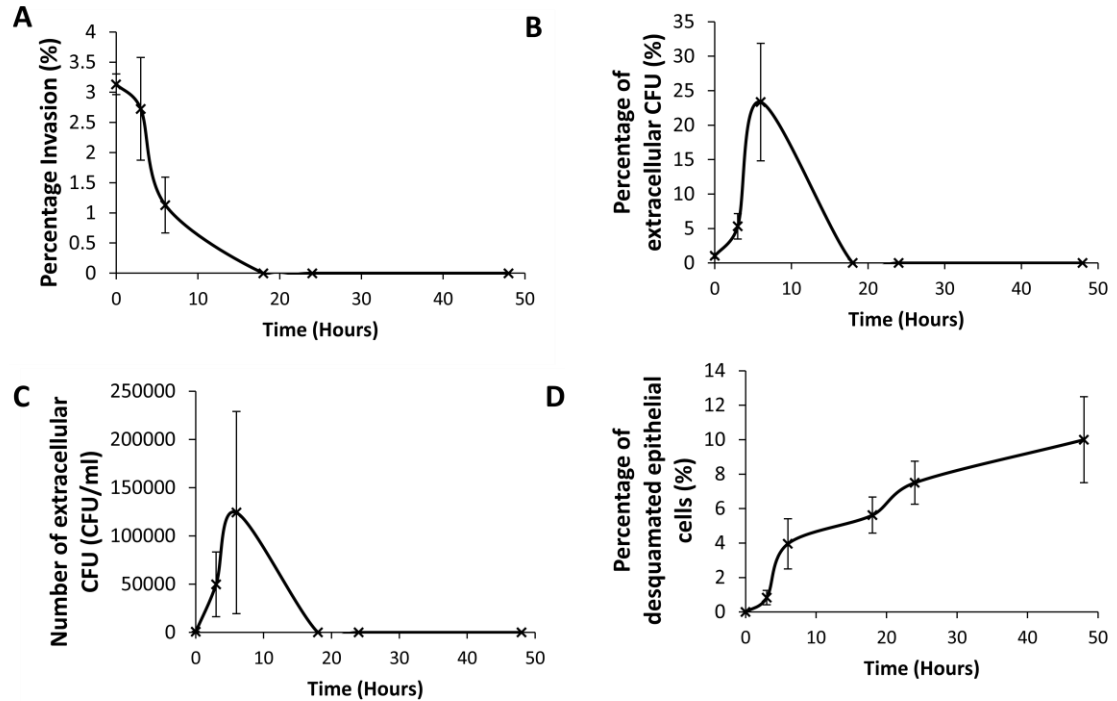 A
Percentage Invasion (%)
4
3.5
3
2.5
2
1.5
1
0.5
0
0 10 20 30 40 50
Time (Hours)
B
Percentage of
extracellular CFU (%)
35
30
25
20
15
10
5
0
0 10 20 30 40 50
Time (Hours)
C
Number of extracellular
CFU (CFU/ml)
250000
200000
150000
100000
50000
0
0 10 20 30 40 50
Time (Hours)
D
Percentage of
desquamated epithelial
cells (%)
14
12
10
8
6
4
2
0
0 10 20 30 40 50
Time (Hours)